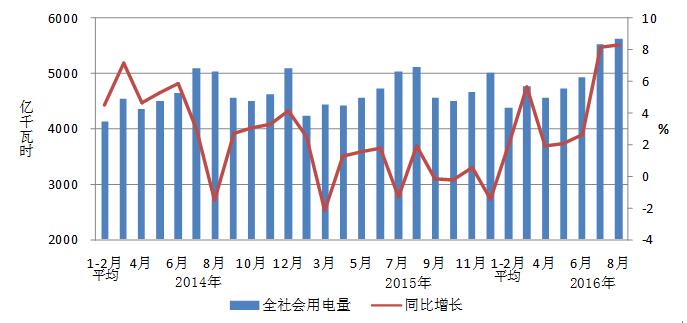 6000
5000
4000
3000
2000
亿千瓦时
10
8
6
4
2
0
-2
-4
%
1-2月 4月 6月 8月 10月 12月 3月 5月 7月 9月 11月 1-2月 4月 6月 8月
平均 平均
2014年 2015年 2016年
全社会用电量 同比增长